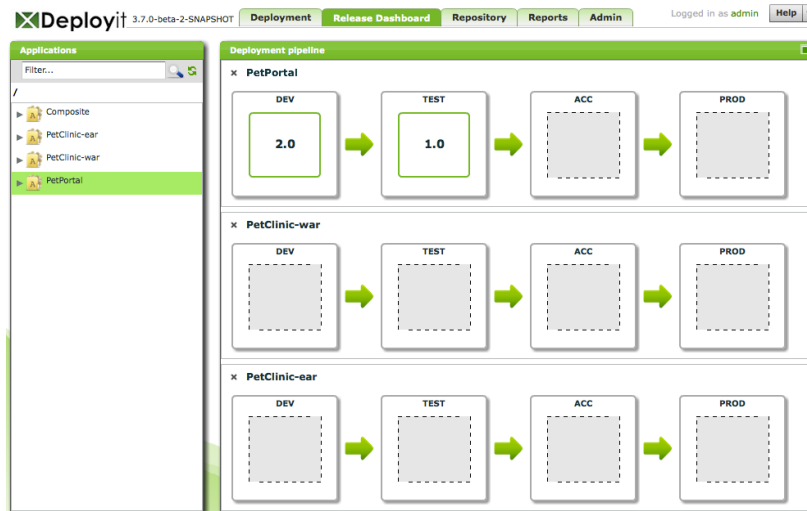 XDeployit 3.7.0-beta-2-SNAPSHOT Deployment Release Dashboard Repository Reports Admin Logged in as admin Help
Applications
Filter...
/
A Composite
A PetClinic-ear
A PetClinic-war
A PetPortal
Deployment pipeline
× PetPortal
DEV TEST ACC PROD
2.0 1.0
× PetClinic-war
DEV TEST ACC PROD
× PetClinic-ear
DEV TEST ACC PROD